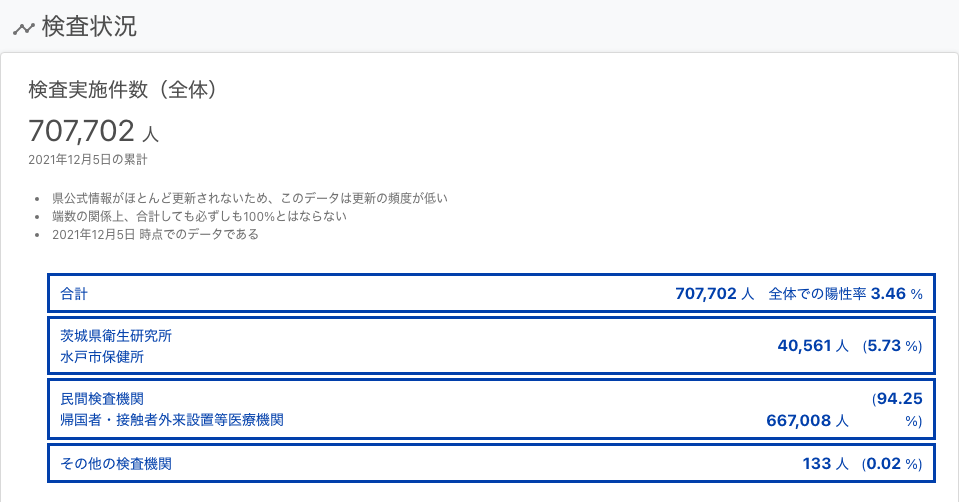 検査状況
検査実施件数（全体）
707,702 人
2021年12月5日の累計
• 県公式情報がほとんど更新されないため、このデータは更新の頻度が低い
• 端数の関係上、合計しても必ずしも100%とはならない
• 2021年12月5日 時点でのデータである
合計 707,702 人 全体での陽性率 3.46 %
茨城県衛生研究所
水戸市保健所
40,561 人 (5.73 %)
民間検査機関 (94.25
帰国者・接触者外来設置等医療機関 667,008 人 %)
その他の検査機関 133 人 (0.02 %)